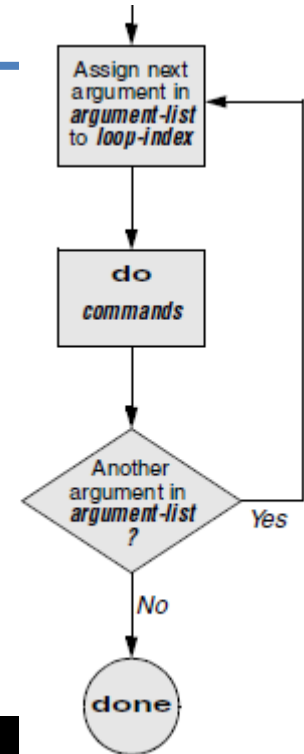 Assign next
argument in
argument-list
to loop-index
do
commands
Another
argument in
argument-list
?
Yes
No
done